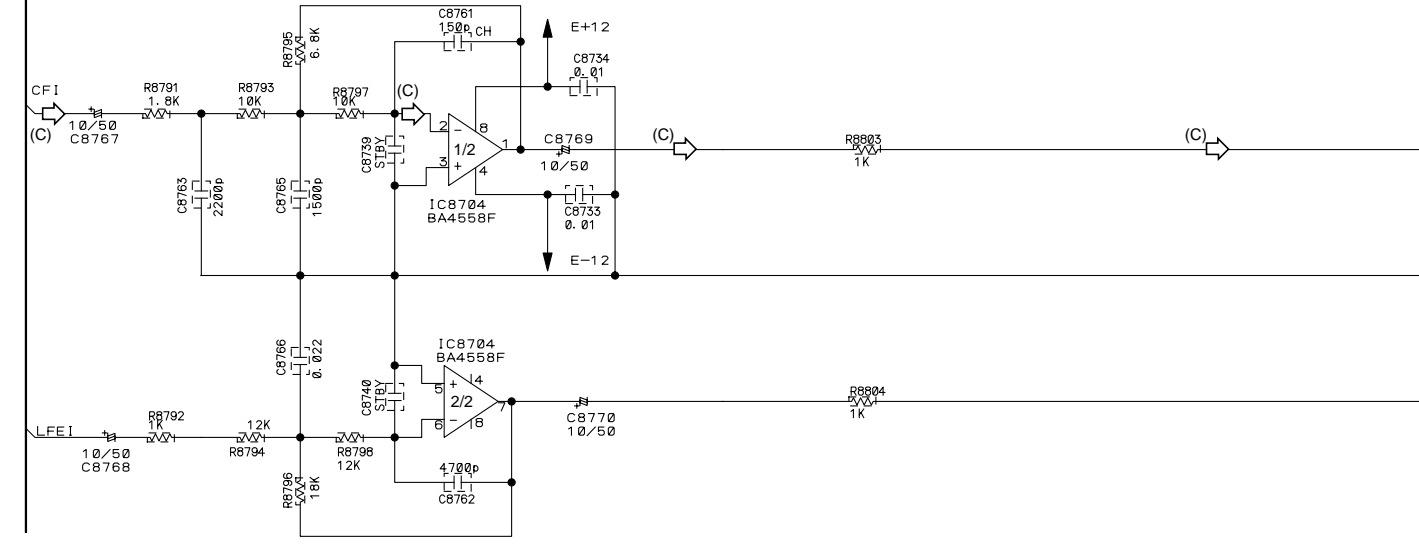 C8761
150p
CH
E+12
R8795
6.8K
C8734
0.01
CFI
R8791
1.8K
R8793
10K
R8797
10K
(C)
(C)
10/50
C8767
C8739
STBY
2
-
8
1/2
1
3
+
4
C8769
10/50
(C)
R8803
1K
(C)
C8763
2200p
C8765
1500p
IC8704
BA4558F
C8733
0.01
E-12
C8766
0.022
IC8704
BA4558F
C8740
STBY
5
+
4
2/2
7
6
-
8
C8770
10/50
R8804
1K
LFEI
10/50
C8768
R8792
1K
12K
R8794
R8798
12K
R8796
18K
4700p
C8762